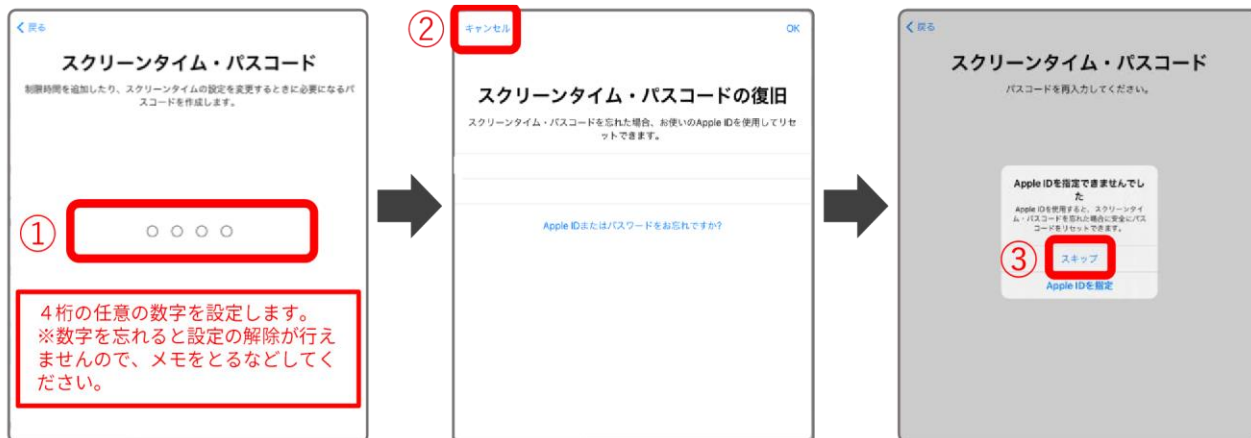 戻る
スクリーンタイム・パスコード
制限時間を追加したり、スクリーンタイムの設定を変更するときに必要になるパ
スコードを作成します。
①
４桁の任意の数字を設定します。
※数字を忘れると設定の解除が行え
ませんので、メモをとるなどしてく
ださい。
②
キャンセル
OK
スクリーンタイム・パスコードの復旧
スクリーンタイム・パスコードを忘れた場合、お使いのApple IDを使用してリセ
ットできます。
Apple IDまたはパスワードをお忘れですか?
戻る
スクリーンタイム・パスコード
パスコードを再入力してください。
Apple IDを指定できませんでし
た
Apple IDを使用すると、スクリーンタイ
ム・パスコードを忘れた場合に安全にパス
コードをリセットできます。
③
スキップ
Apple IDを指定